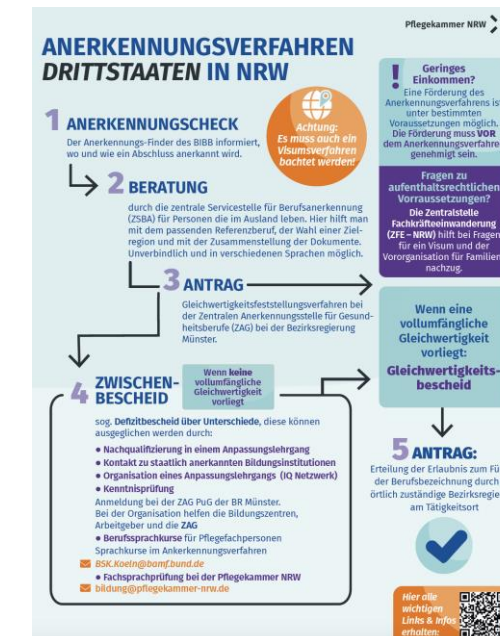 Pflegekammer NRW
ANERKENNUNGSVERFAHREN
DRITTSTAATEN IN NRW
1 ANERKENNUNGSCHECK
Der Anerkennungs-Finder des BIBB informiert,
wo und wie ein Abschluss anerkannt wird.
Achtung:
Es muss auch ein
Visumsverfahren
bachtet werden!
! Geringes
Einkommen?
Eine Förderung des
Anerkennungsverfahrens ist
unter bestimmten
Voraussetzungen möglich.
Die Förderung muss VOR
dem Anerkennungsverfahre
genehmigt sein.
Fragen zu
aufenthaltsrechtlichen
Vorraussetzungen?
Die Zentralstelle
Fachkräfteeinwanderung
(ZFE – NRW) hilft bei Fragen
für ein Visum und der
Vororganisation für Familien
nachzug.
2 BERATUNG
durch die zentrale Servicestelle für Berufsanerkennung
(ZSBA) für Personen die im Ausland leben. Hier hilft man
mit dem passenden Referenzberuf, der Wahl einer Ziel-
region und mit der Zusammenstellung der Dokumente.
Unverbindlich und in verschiedenen Sprachen möglich.
3 ANTRAG
Gleichwertigkeitsfeststellungsverfahren bei
der Zentralen Anerkennungsstelle für Gesund-
heitsberufe (ZAG) bei der Bezirksregierung
Münster.
4 ZWISCHEN-
BESCHEID
Wenn keine
vollumfängliche
Gleichwertigkeit
vorliegt
sog. Defizitbescheid über Unterschiede, diese können
ausgeglichen werden durch:
• Nachqualifizierung in einem Anpassungslehrgang
• Kontakt zu staatlich anerkannten Bildungsinstitutionen
• Organisation eines Anpassungslehrgangs (IQ Netzwerk)
• Kenntnisprüfung
Anmeldung bei der ZAG PuG der BR Münster.
Bei der Organisation helfen die Bildungszentren,
Arbeitgeber und die ZAG
• Berufssprachkurse für Pflegefachpersonen
Sprachkurse im Ankerkennungsverfahren
BSK.Koeln@bamf.bund.de
• Fachsprachprüfung bei der Pflegekammer NRW
bildung@pflegekammer-nrw.de
Wenn eine
vollumfängliche
Gleichwertigkeit
vorliegt:
Gleichwertigkeits-
bescheid
5 ANTRAG:
Erteilung der Erlaubnis zum Fü
der Berufsbezeichnung durch
örtlich zuständige Bezirksregie
am Tätigkeitsort
Hier alle
wichtigen
Links & Infos
erhalten: